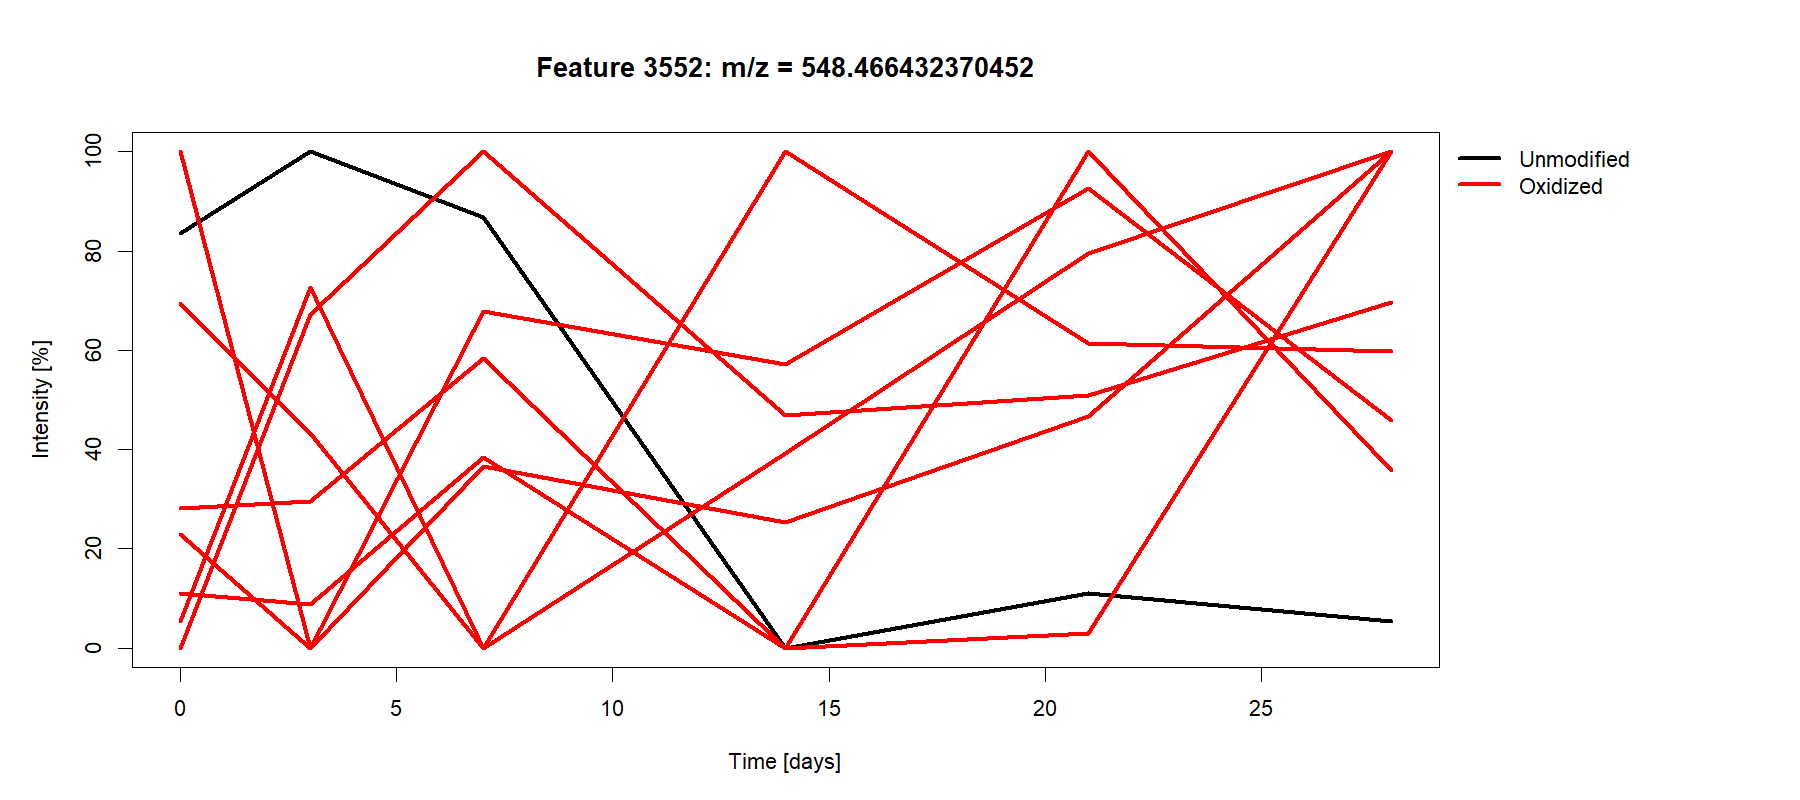 Feature 3552: m/z = 548.466432370452
Unmodified
Oxidized
Intensity [%]
100
80
60
40
20
0
0 5 10 15 20 25
Time [days]